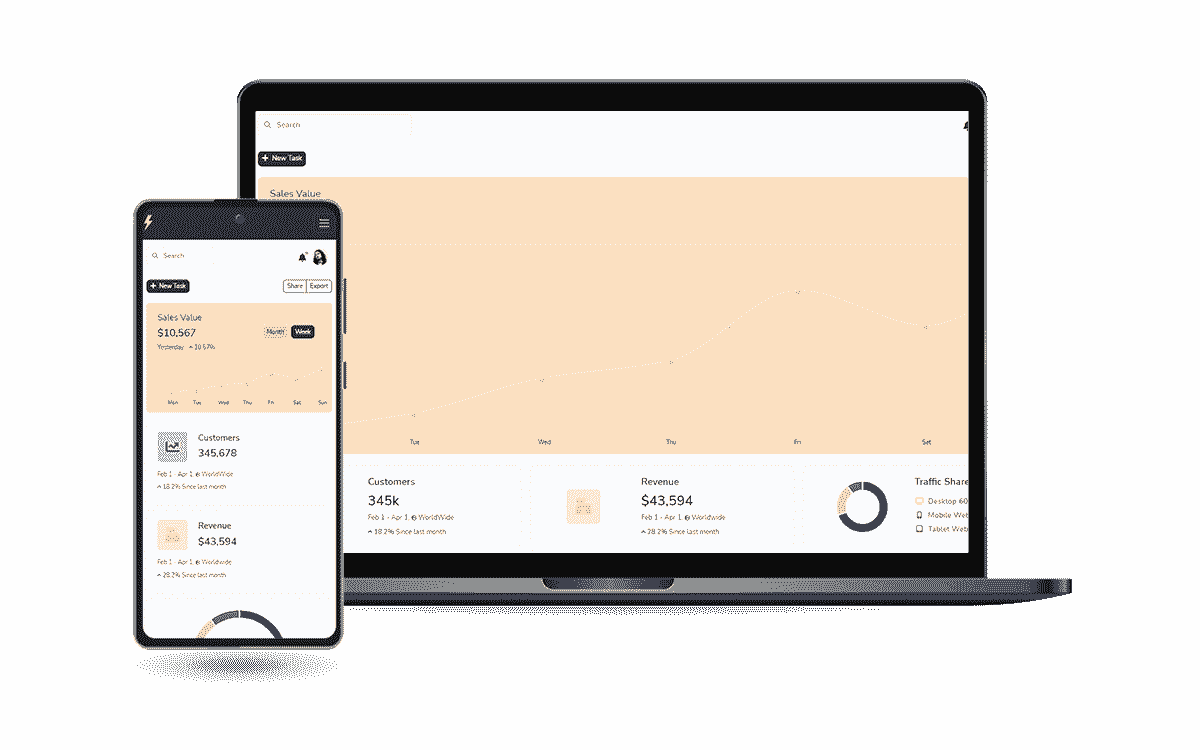 Search
New Task
Sales Value
Tue Wed Thu Fri Sat
Customers
345k
Feb 1 - Apr 1, WorldWide
18.2% Since last month
Revenue
$43,594
Feb 1 - Apr 1, Worldwide
28.2% Since last month
Traffic Share
Desktop 60
Mobile Web
Tablet Web
Search
New Task
Share Export
Sales Value
$10,567
Month Week
Yesterday 10.57%
Mon Tue Wed Thu Fri Sat Sun
Customers
345,678
Feb 1 - Apr 1, WorldWide
18.2% Since last month
Revenue
$43,594
Feb 1 - Apr 1, Worldwide
28.2% Since last month